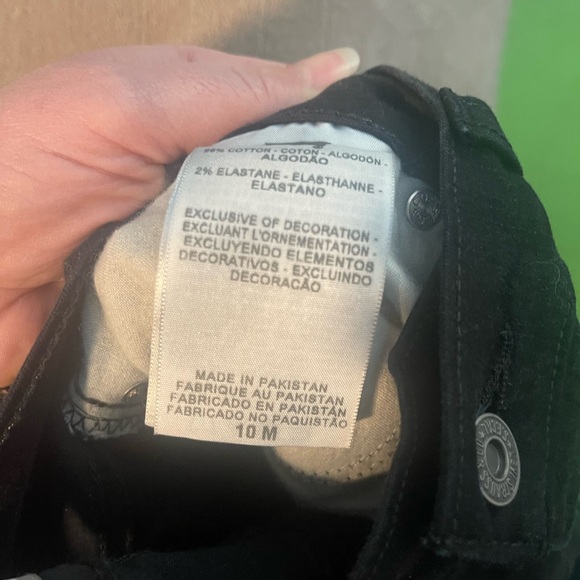 98% COTTON - COTON - ALGODÓN -
ALGODÃO
2% ELASTANE - ELASTHANNE -
ELASTANO
EXCLUSIVE OF DECORATION -
EXCLUANT L'ORNEMENTATION -
EXCLUYENDO ELEMENTOS
DECORATIVOS - EXCLUINDO
DECORAÇÃO
MADE IN PAKISTAN
FABRIQUE AU PAKISTAN
FABRICADO EN PAKISTÁN
FABRICADO NO PAQUISTÃO
10 M